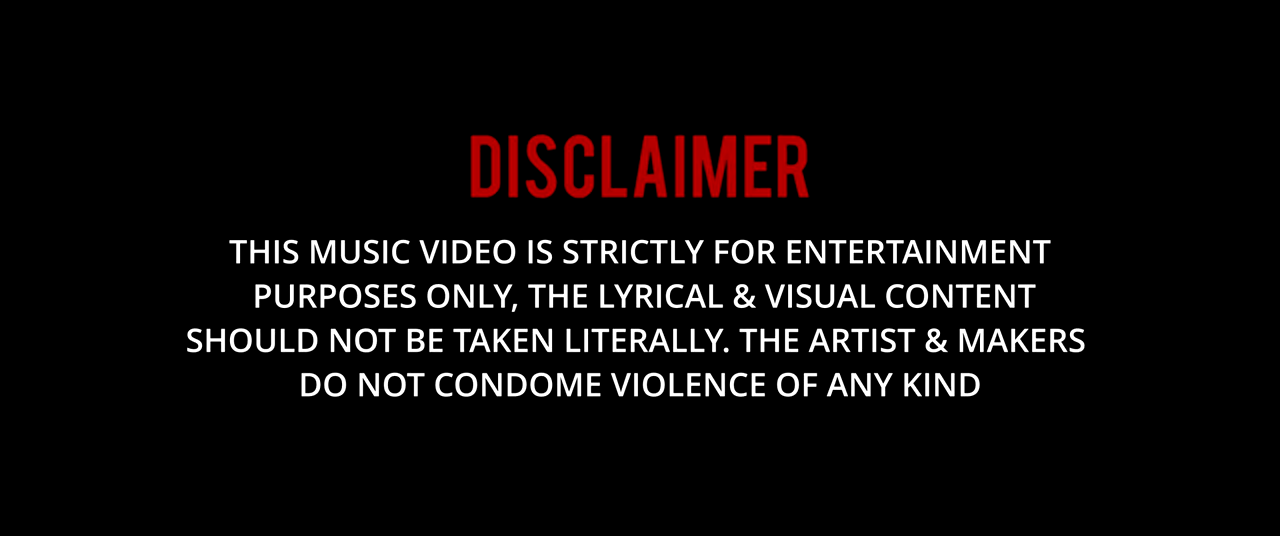 DISCLAIMER
THIS MUSIC VIDEO IS STRICTLY FOR ENTERTAINMENT
PURPOSES ONLY, THE LYRICAL & VISUAL CONTENT
SHOULD NOT BE TAKEN LITERALLY. THE ARTIST & MAKERS
DO NOT CONDOME VIOLENCE OF ANY KIND